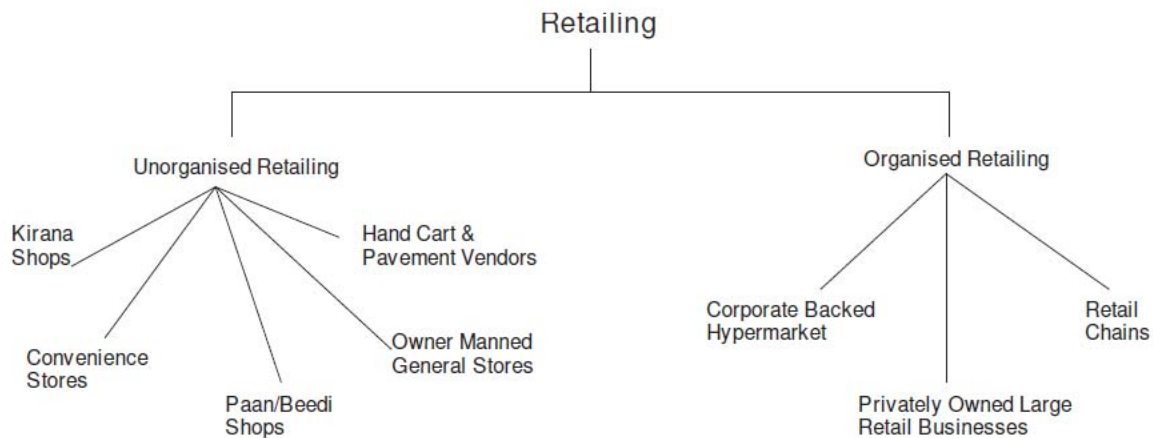 Retailing
Unorganised Retailing
Organised Retailing
Kirana
Shops
Hand Cart &
Pavement Vendors
Corporate Backed
Hypermarket
Retail
Chains
Convenience
Stores
Owner Manned
General Stores
Paan/Beedi
Shops
Privately Owned Large
Retail Businesses